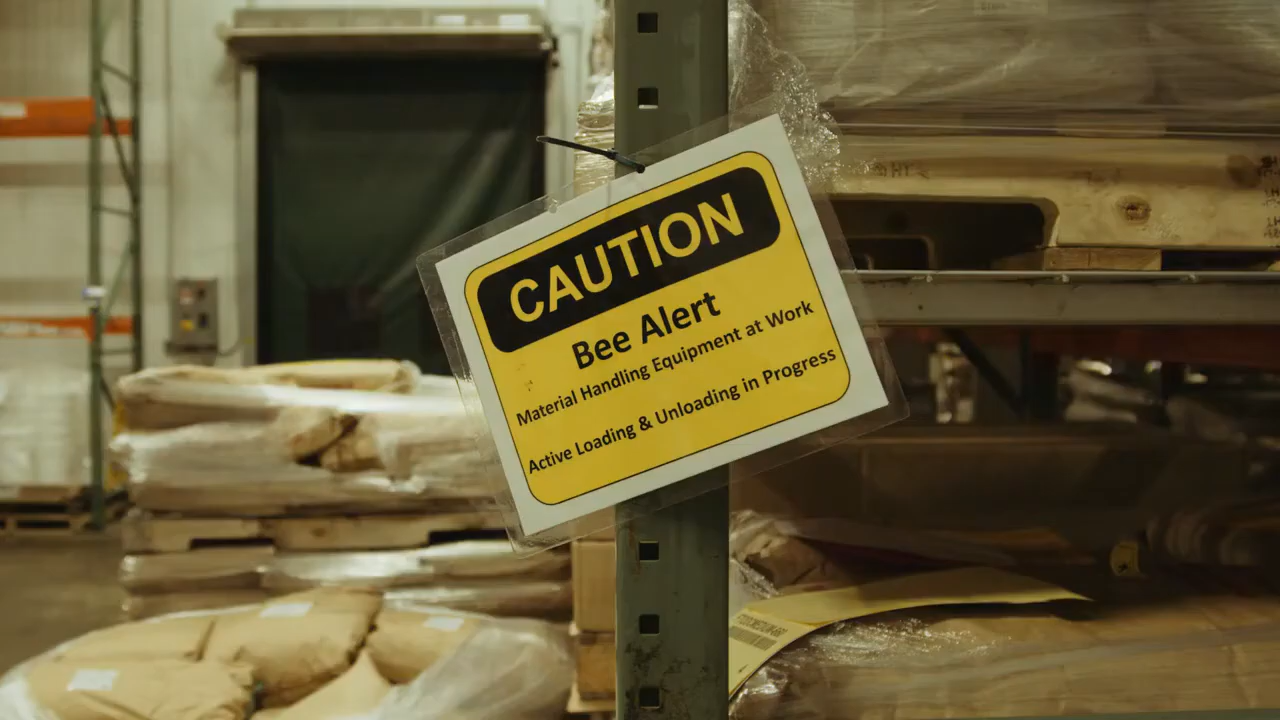 CAUTION
Bee Alert
Material Handling Equipment at Work
Active Loading & Unloading in Progress